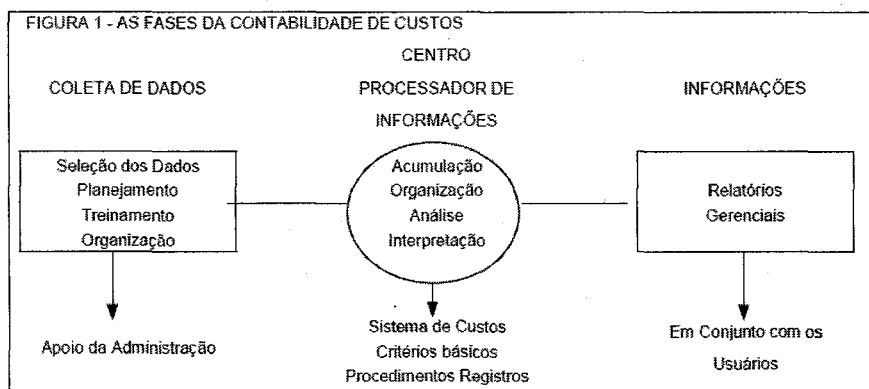 FIGURA 1 - AS FASES DA CONTABILIDADE DE CUSTOS
COLETA DE DADOS
CENTRO
PROCESSADOR DE
INFORMAÇÕES
INFORMAÇÕES
Seleção dos Dados
Planejamento
Treinamento
Organização
Acumulação
Organização
Análise
Interpretação
Relatórios
Gerenciais
Apoio da Administração
Sistema de Custos
Critérios básicos
Procedimentos Registros
Em Conjunto com os
Usuários